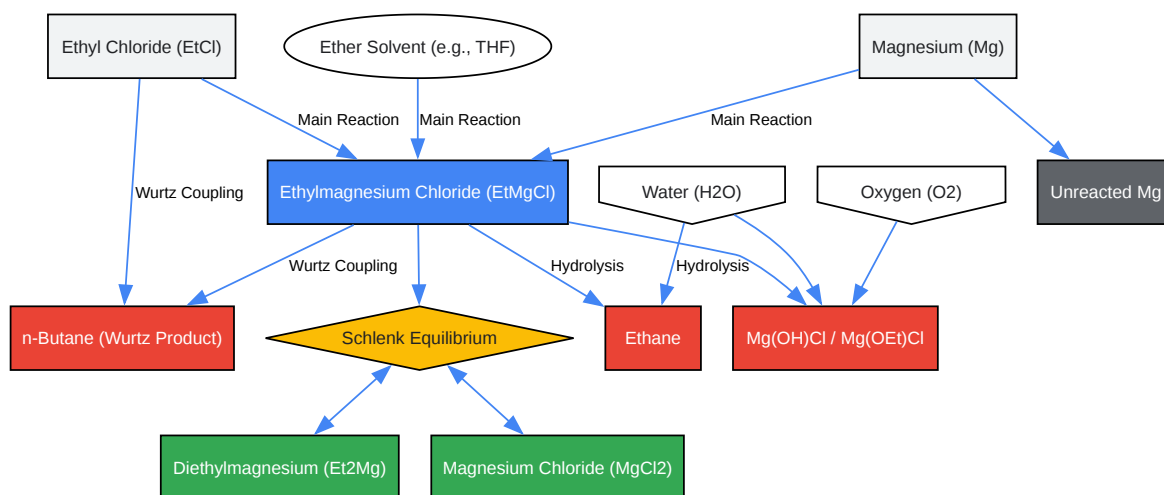 Ethyl Chloride (EtCl)
Ether Solvent (e.g., THF)
Magnesium (Mg)
Main Reaction
Main Reaction
Main Reaction
Wurtz Coupling
Ethylmagnesium Chloride (EtMgCl)
Water (H2O)
Oxygen (O2)
Unreacted Mg
Wurtz Coupling
Hydrolysis
Hydrolysis
n-Butane (Wurtz Product)
Schlenk Equilibrium
Ethane
Mg(OH)Cl / Mg(OEt)Cl
Diethylmagnesium (Et2Mg)
Magnesium Chloride (MgCl2)